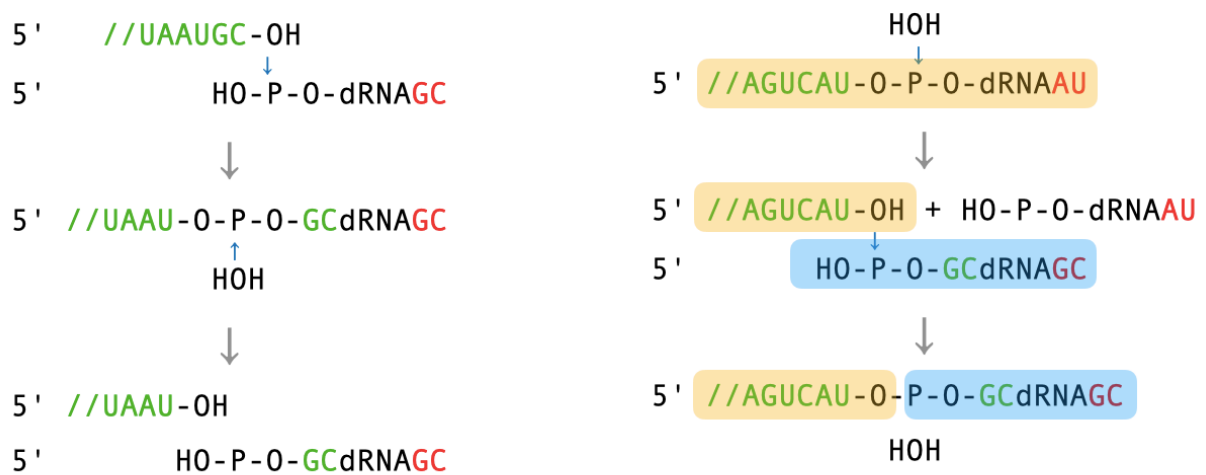 5' //UAAUGC-OH
5' HO-P-O-dRNAGC
5' //UAAU-O-P-O-GCdRNAGC
HOH
5' //UAAU-OH
HO-P-O-GCdRNAGC
HOH
5' //AGUCAU-O-P-O-dRNAAU
5' //AGUCAU-OH + HO-P-O-dRNAAU
5' HO-P-O-GCdRNAGC
5' //AGUCAU-O-P-O-GCdRNAGC
HOH